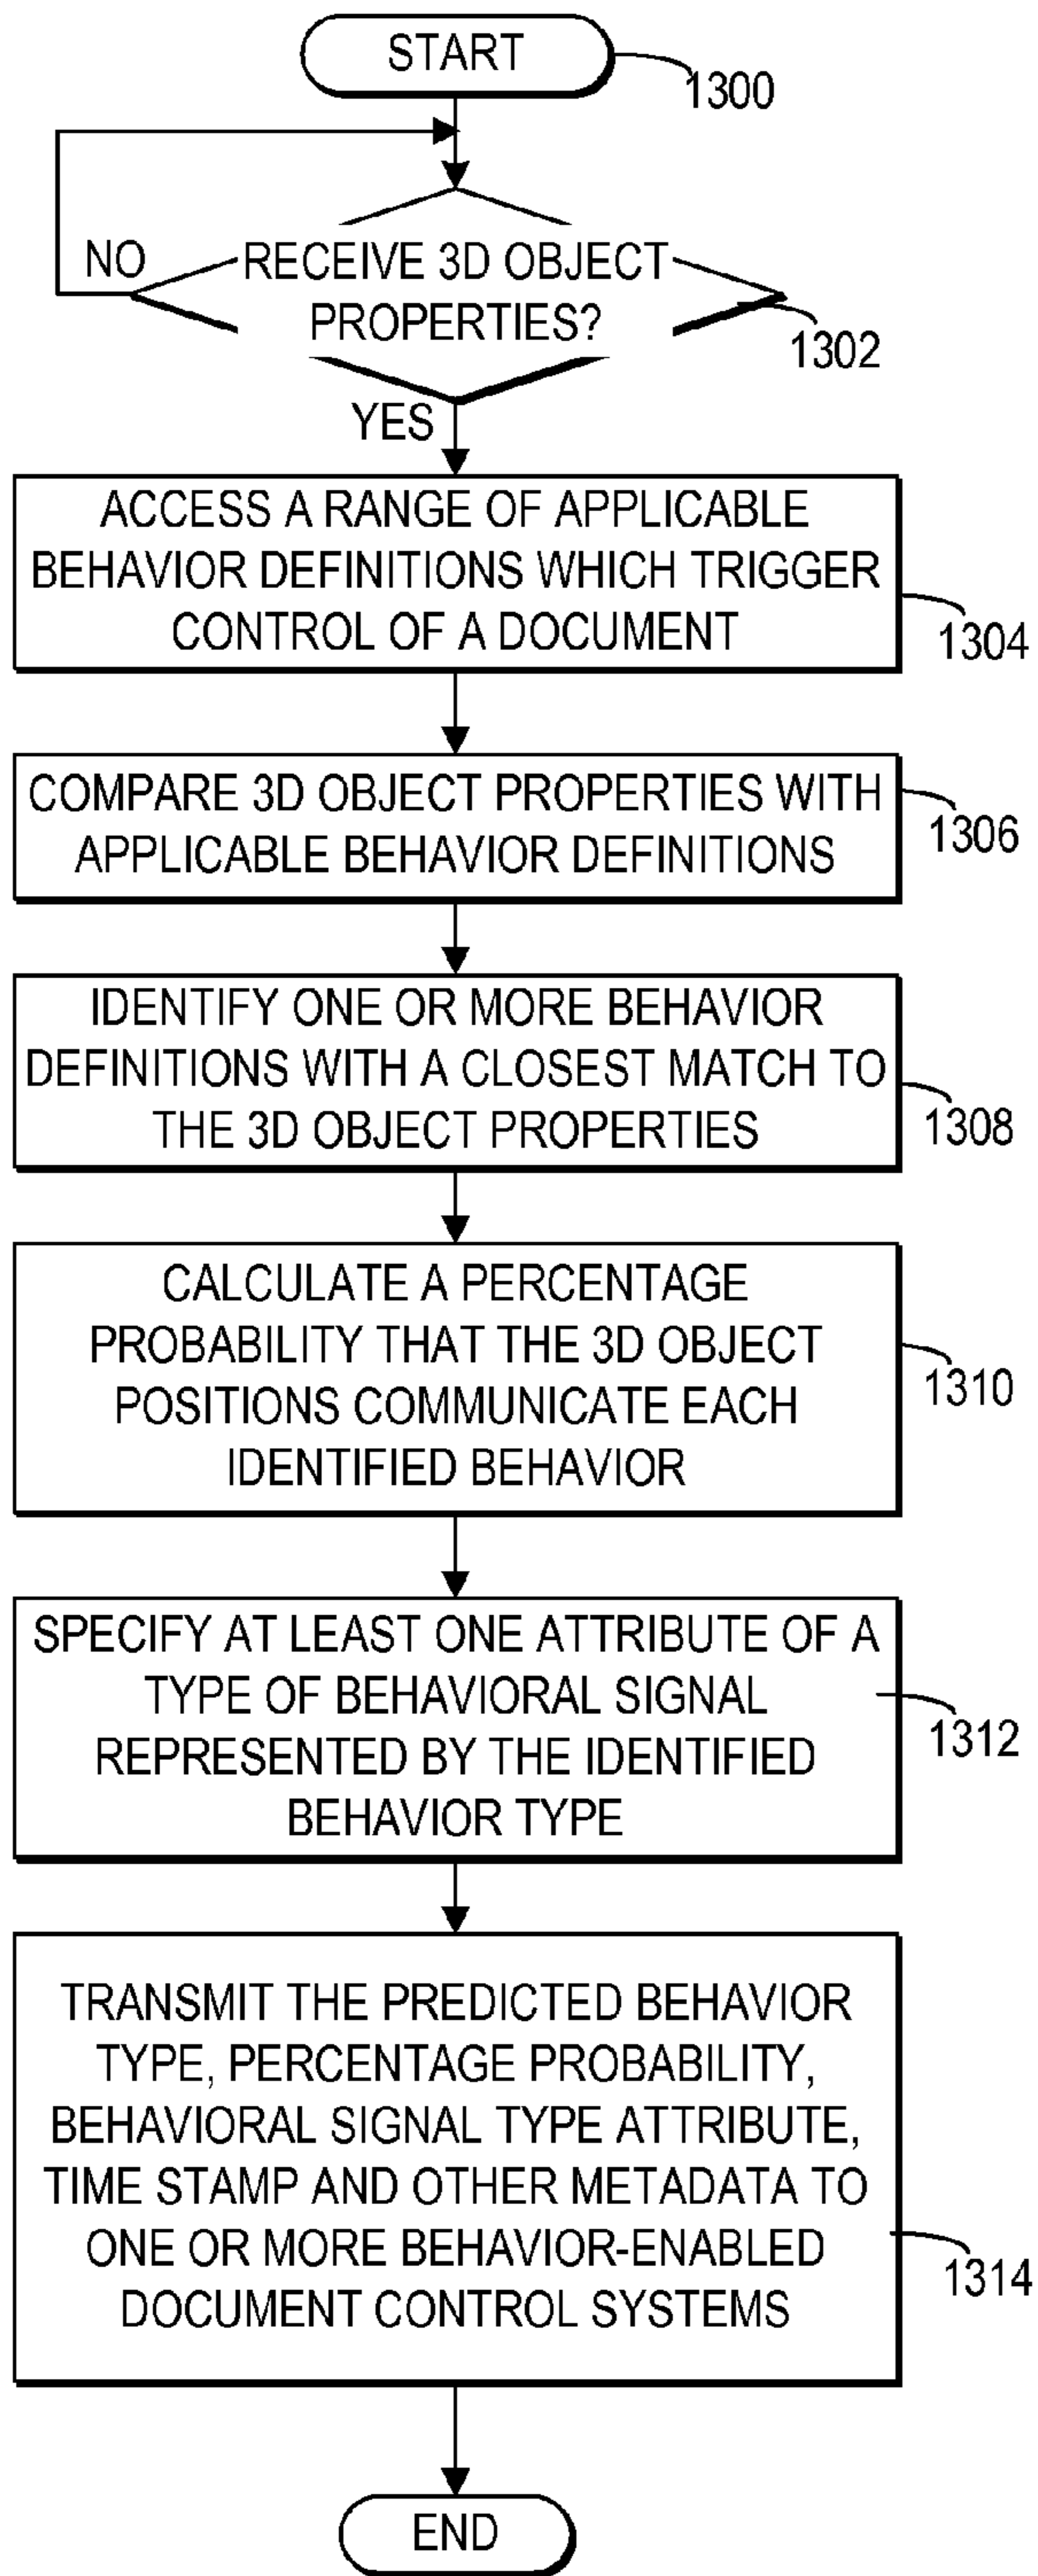 START
1300
NO
RECEIVE 3D OBJECT
PROPERTIES?
1302
YES
ACCESS A RANGE OF APPLICABLE
BEHAVIOR DEFINITIONS WHICH TRIGGER
CONTROL OF A DOCUMENT
1304
COMPARE 3D OBJECT PROPERTIES WITH
APPLICABLE BEHAVIOR DEFINITIONS
1306
IDENTIFY ONE OR MORE BEHAVIOR
DEFINITIONS WITH A CLOSEST MATCH TO
THE 3D OBJECT PROPERTIES
1308
CALCULATE A PERCENTAGE
PROBABILITY THAT THE 3D OBJECT
POSITIONS COMMUNICATE EACH
IDENTIFIED BEHAVIOR
1310
SPECIFY AT LEAST ONE ATTRIBUTE OF A
TYPE OF BEHAVIORAL SIGNAL
REPRESENTED BY THE IDENTIFIED
BEHAVIOR TYPE
1312
TRANSMIT THE PREDICTED BEHAVIOR
TYPE, PERCENTAGE PROBABILITY,
BEHAVIORAL SIGNAL TYPE ATTRIBUTE,
TIME STAMP AND OTHER METADATA TO
ONE OR MORE BEHAVIOR-ENABLED
DOCUMENT CONTROL SYSTEMS
1314
END